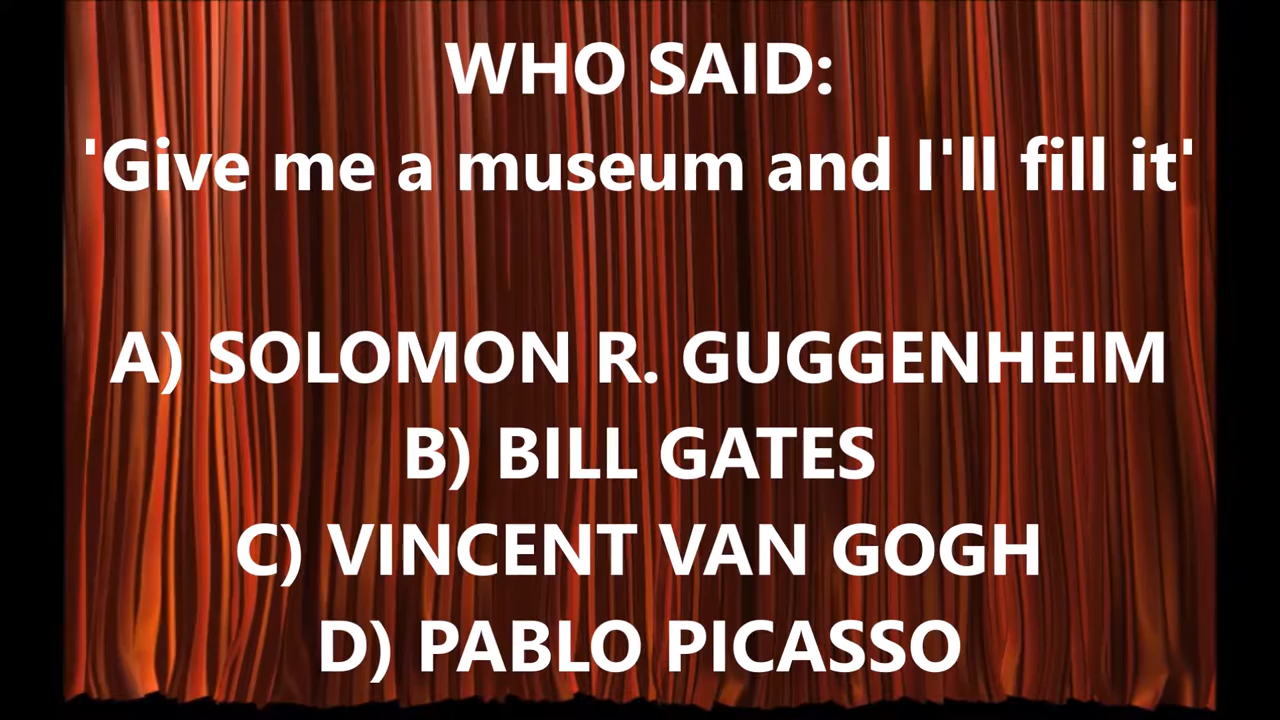 WHO SAID:
'Give me a museum and I'll fill it'
A) SOLOMON R. GUGGENHEIM
B) BILL GATES
C) VINCENT VAN GOGH
D) PABLO PICASSO